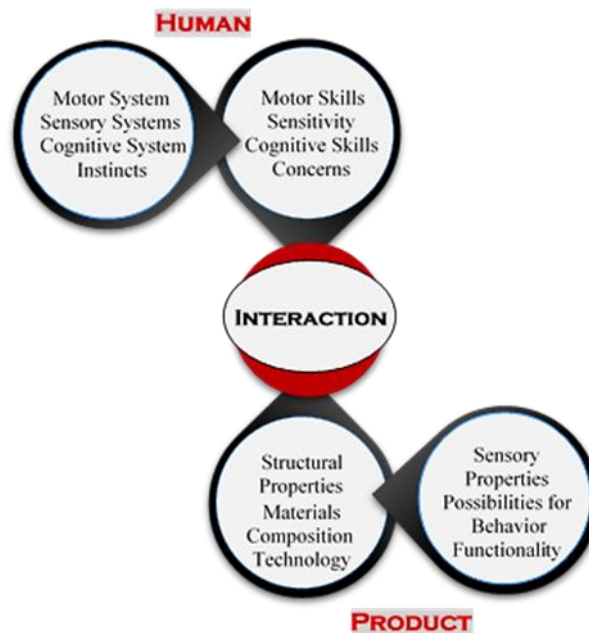 HUMAN
Motor System
Sensory Systems
Cognitive System
Instincts
Motor Skills
Sensitivity
Cognitive Skills
Concerns
INTERACTION
Structural
Properties
Materials
Composition
Technology
Sensory
Properties
Possibilities for
Behavior
Functionality
PRODUCT